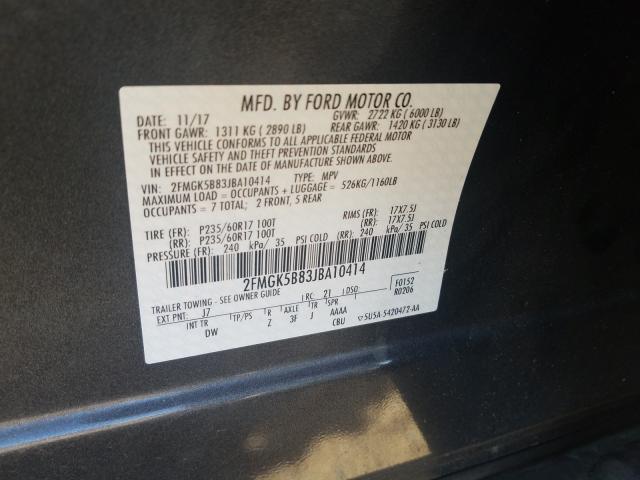 MFD. BY FORD MOTOR CO.
DATE: 11/17 GVWR: 2722 KG ( 6000 LB)
FRONT GAWR: 1311 KG ( 2890 LB) REAR GAWR: 1420 KG ( 3130 LB)
THIS VEHICLE CONFORMS TO ALL APPLICABLE FEDERAL MOTOR
VEHICLE SAFETY AND THEFT PREVENTION STANDARDS
IN EFFECT ON THE DATE OF MANUFACTURE SHOWN ABOVE.
VIN: 2FMGK5B83JBA10414 TYPE: MPV
MAXIMUM LOAD = OCCUPANTS + LUGGAGE = 526KG/1160LB
OCCUPANTS = 7 TOTAL; 2 FRONT, 5 REAR
TIRE (FR): P235/60R17 100T RIMS (FR): 17X7.5J
(RR): P235/60R17 100T (RR): 17X7.5J
PRESSURE (FR): 240 kPa/ 35 PSI COLD (RR): 240 kPa/ 35 PSI COLD
2FMGK5B83JBA10414
TRAILER TOWING - SEE OWNER GUIDE
EXT PNT: J7 RC: 21 DSO: F0152
R0206
INT TR TP/PS R AXLE TR SPR
DW Z 3F J AAAA
CBU 5U5A-5420472-AA